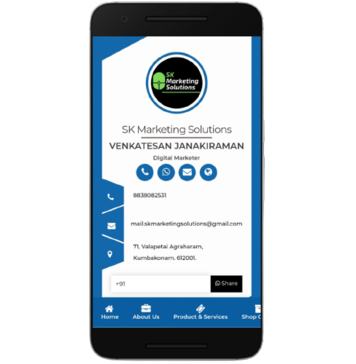 SK
Marketing
Solutions
SK Marketing Solutions
VENKATESAN JANAKIRAMAN
Digital Marketer
8838082531
mail.skmarketingsolutions@gmail.com
71, Valapetai Agraharam,
Kumbakonam. 612001.
+91
Share
Home About Us Product & Services Shop